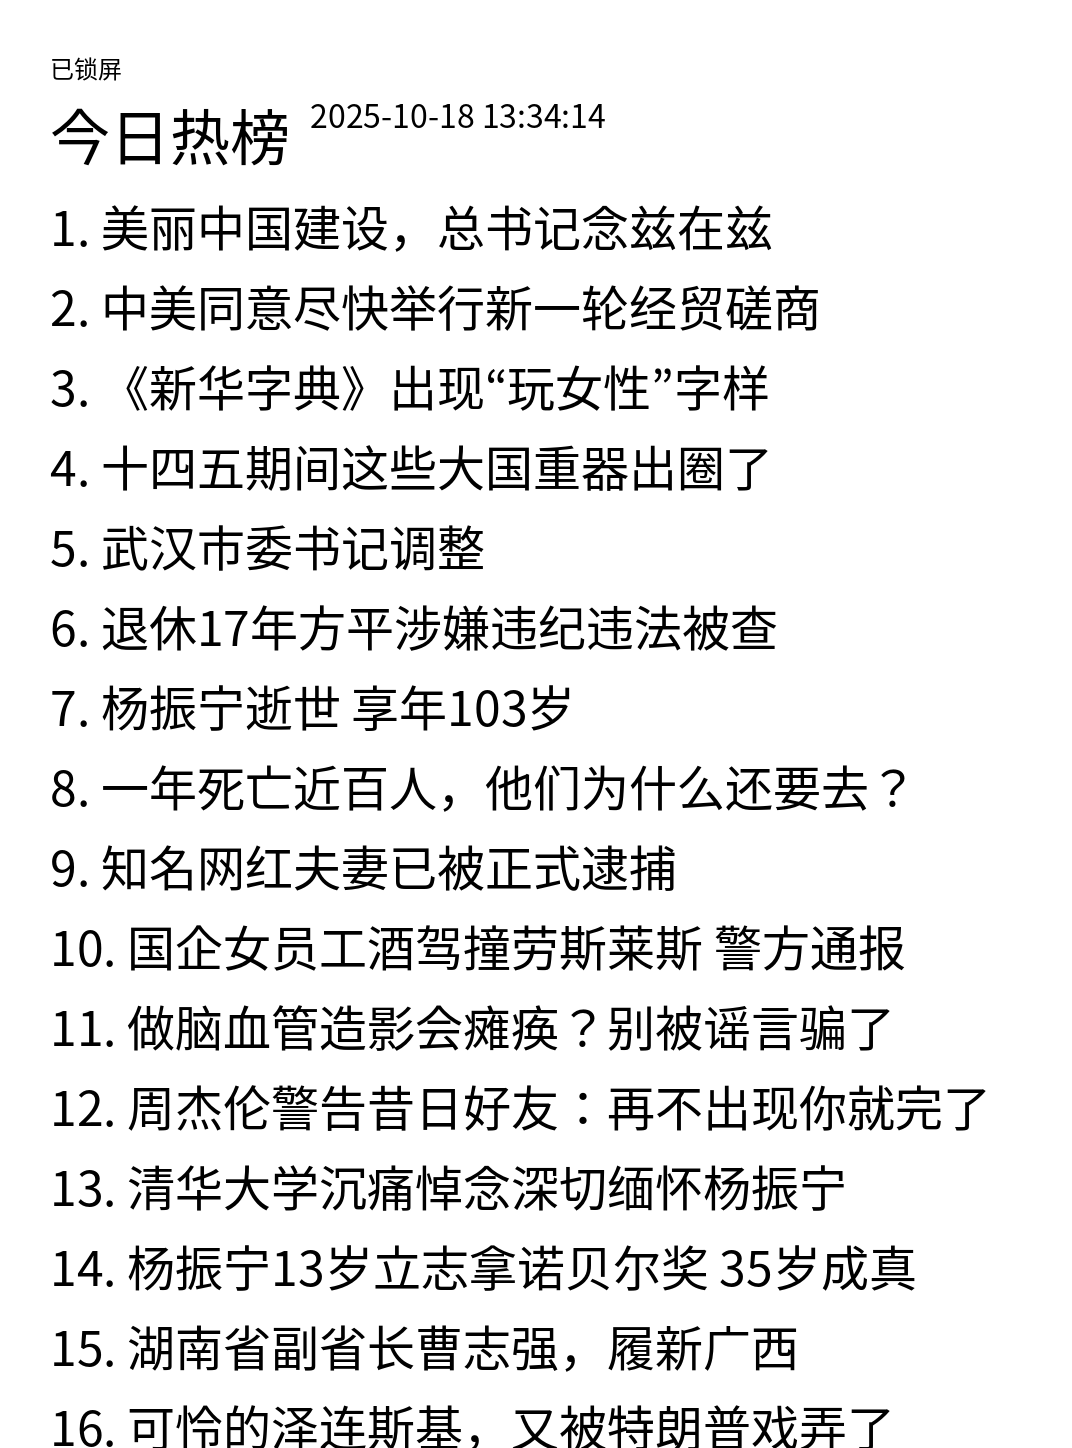 已锁屏
今日热榜 2025-10-18 13:34:14
1. 美丽中国建设，总书记念兹在兹
2. 中美同意尽快举行新一轮经贸磋商
3. 《新华字典》出现“玩女性”字样
4. 十四五期间这些大国重器出圈了
5. 武汉市委书记调整
6. 退休17年方平涉嫌违纪违法被查
7. 杨振宁逝世 享年103岁
8. 一年死亡近百人，他们为什么还要去？
9. 知名网红夫妻已被正式逮捕
10. 国企女员工酒驾撞劳斯莱斯 警方通报
11. 做脑血管造影会瘫痪？别被谣言骗了
12. 周杰伦警告昔日好友：再不出现你就完了
13. 清华大学沉痛悼念深切缅怀杨振宁
14. 杨振宁13岁立志拿诺贝尔奖 35岁成真
15. 湖南省副省长曹志强，履新广西
16. 可怜的泽连斯基，又被特朗普戏弄了